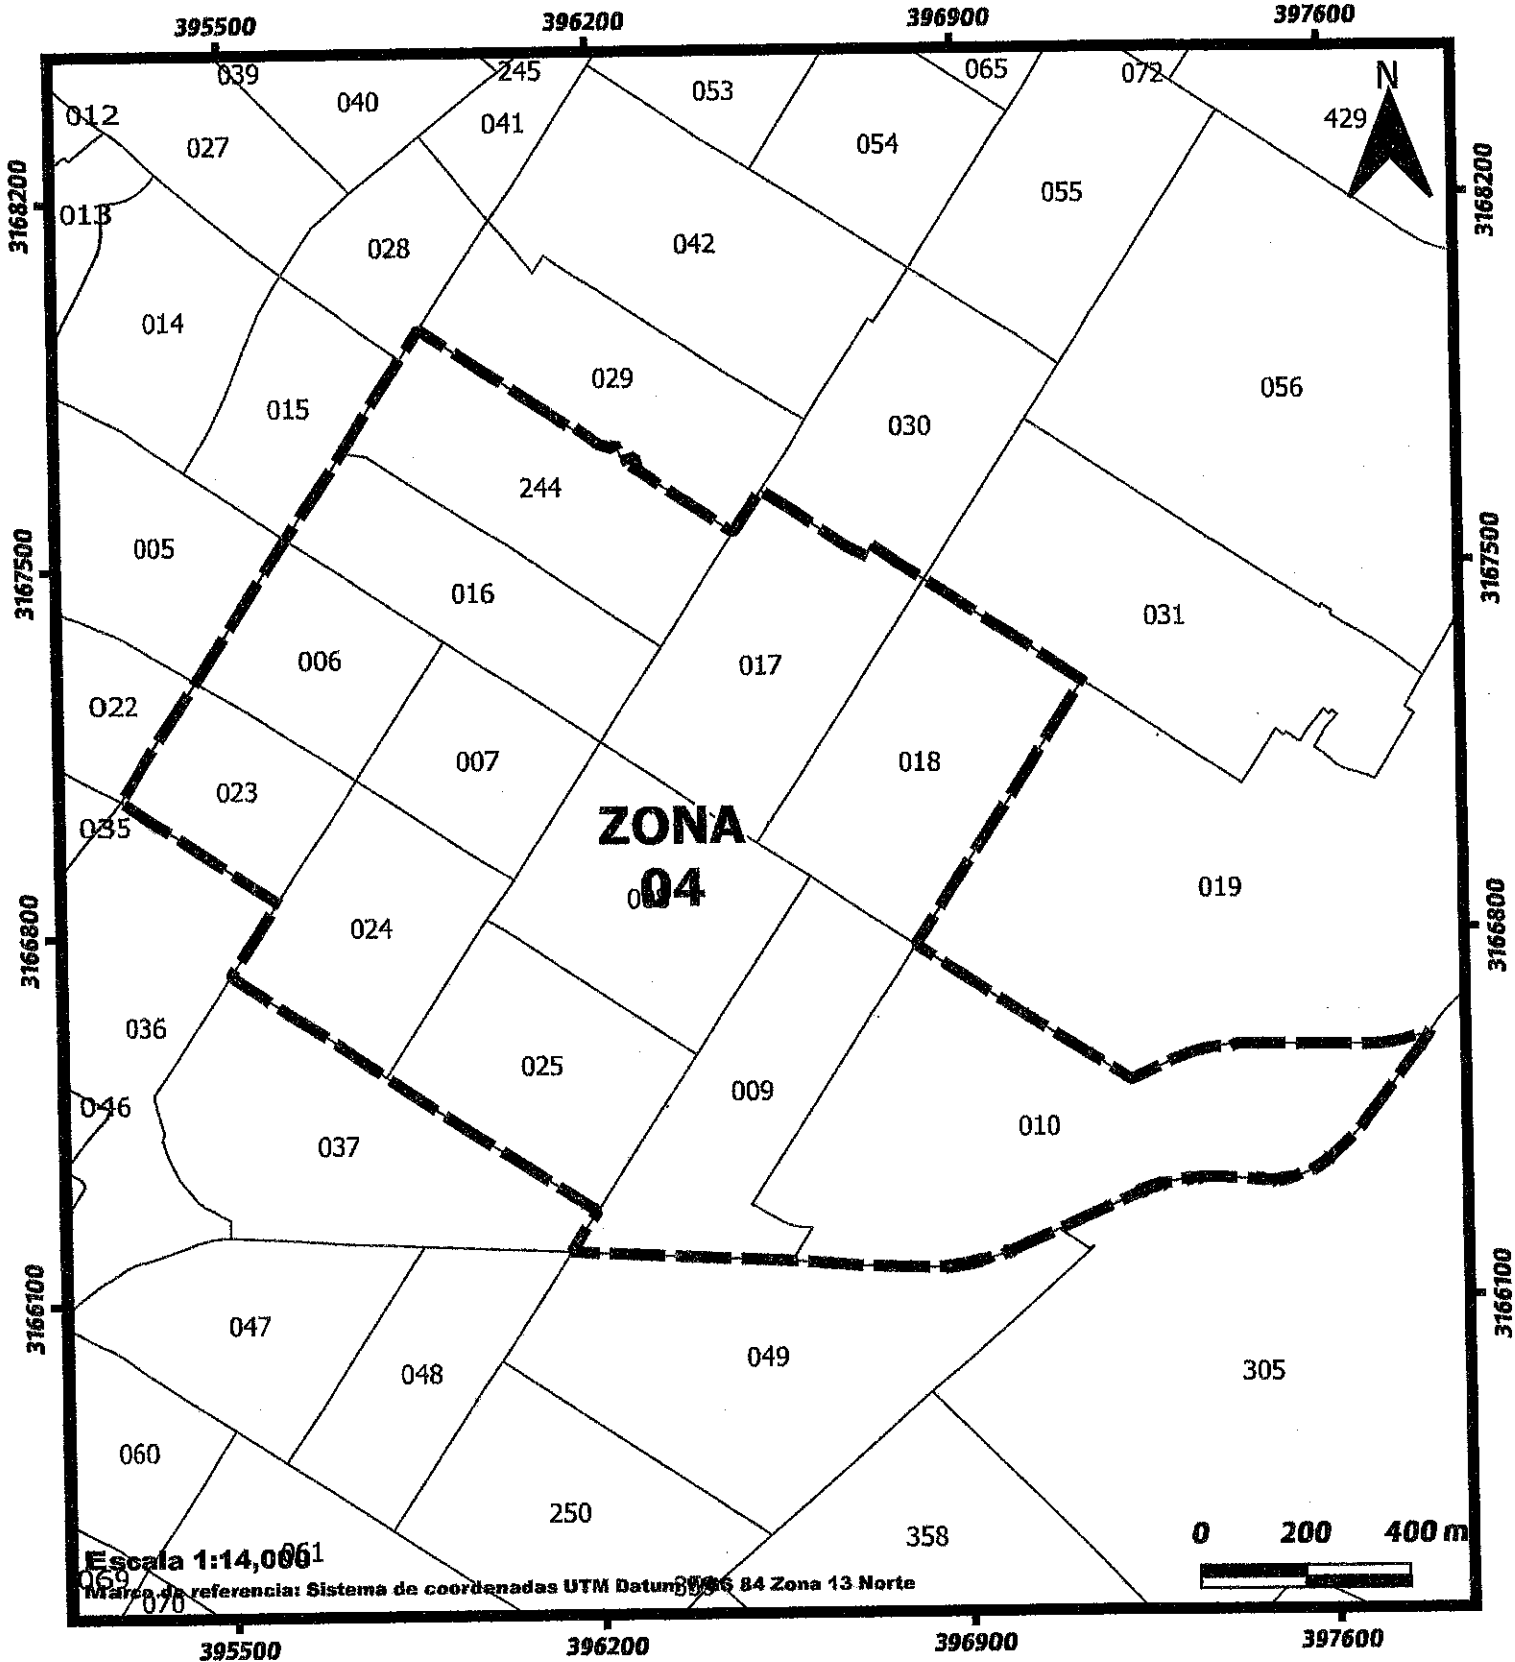 395500 396200 396900 397600
039 245 053 065 072 N
012 040 041 054 429
027
3168200 013 028 042 055 3168200
014 029 056
015 030
244
3167500 005 016 031 3167500
006 017
022 007 018
023
035 ZONA
04
019
3166800 024 3166800
036 025 009 010
046 037
3166100 047 048 049 305 3166100
060 250 358
0 200 400 m
Escala 1:14,000
061
069
Marco de referencia: Sistema de coordenadas UTM Datum WGS 84 Zona 13 Norte
070
395500 396200 396900 397600